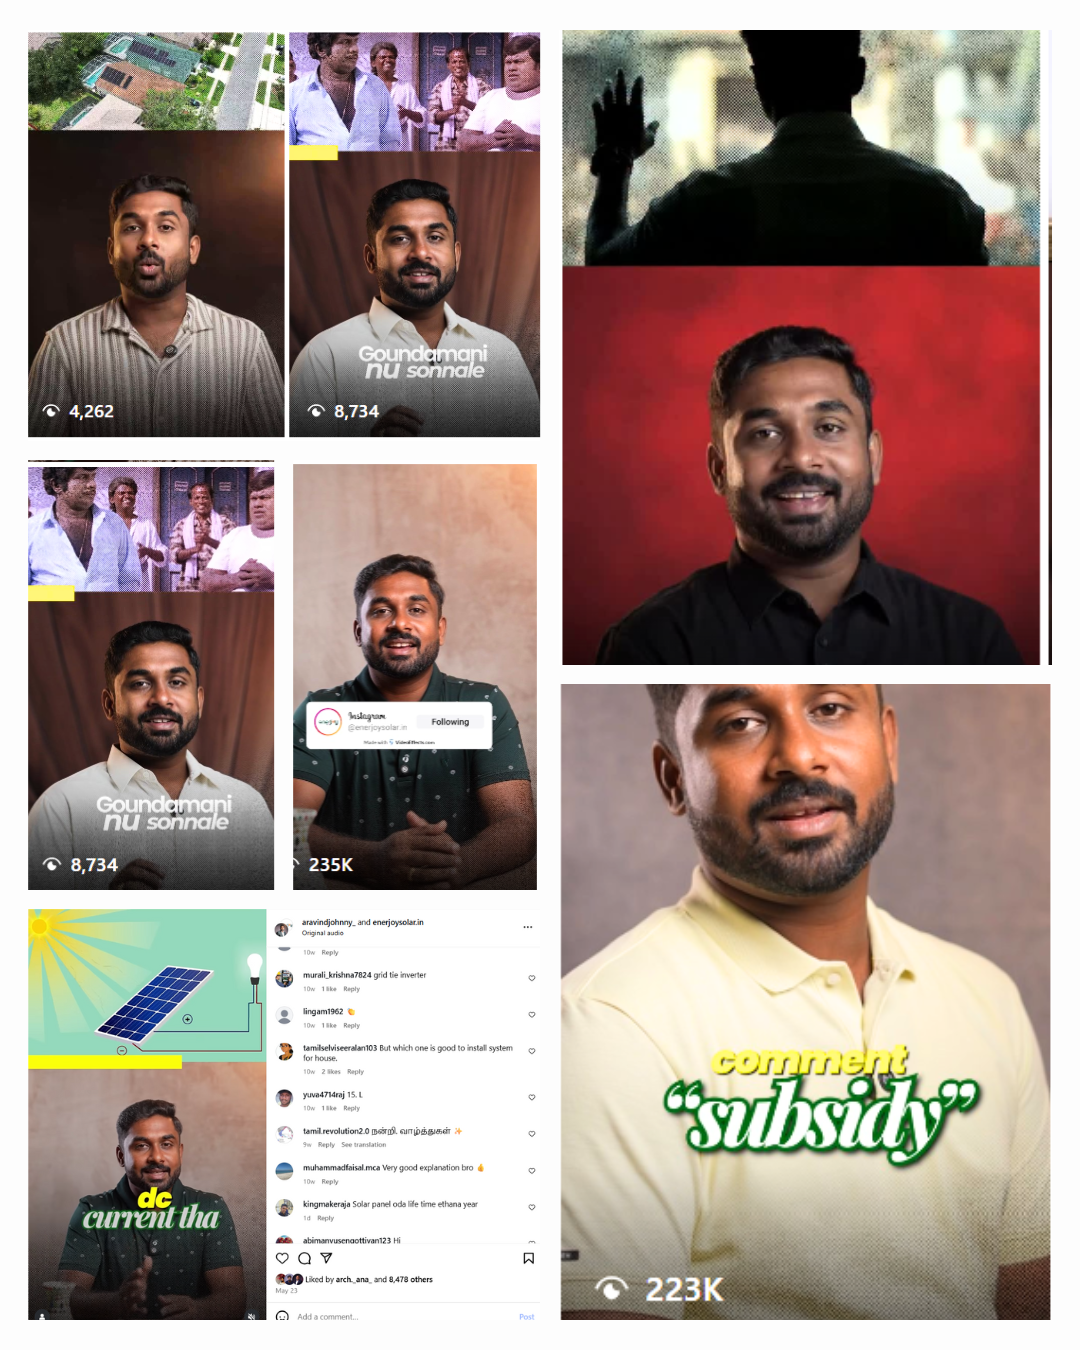 4,262
Goundamani
nu sonnale
8,734
Goundamani
nu sonnale
8,734
Instagram
@enerjoysolar.in
Following
Made with VideoEffects.com
235K
dc
current tha
aravindjohnny_ and enerjoysolar.in
Original audio
10w Reply
murali_krishna7824 grid tie inverter
10w 1 like Reply
lingam1962 👏
10w 1 like Reply
tamilselviseeralan103 But which one is good to install system
for house.
10w 2 likes Reply
yuva4714raj 15. L
10w 1 like Reply
tamil.revolution2.0 நன்றி. வாழ்த்துகள் ✨
9w Reply See translation
muhammadfaisal.mca Very good explanation bro 👍
10w Reply
kingmakeraja Solar panel oda life time ethana year
1d Reply
abimanyusengottiyan123 Hi
Liked by arch._ana_ and 8,478 others
May 23
Add a comment...
Post
comment
“subsidy”
223K